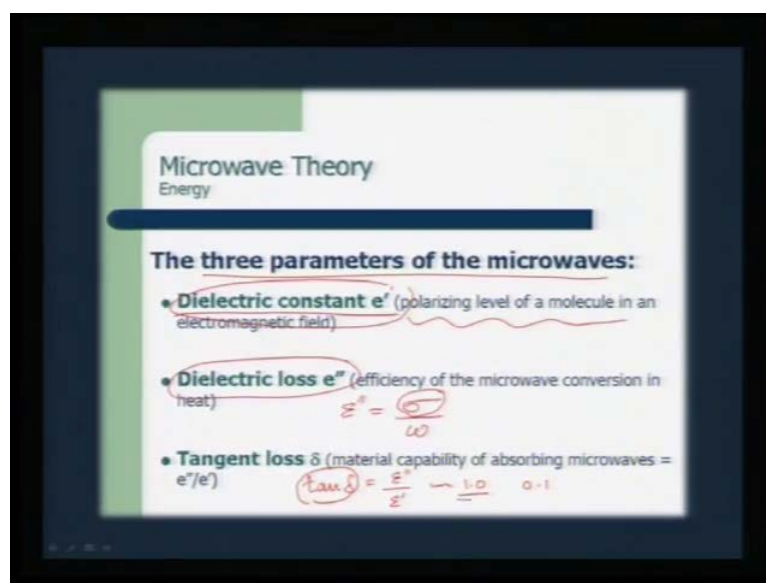 Microwave Theory
Energy
The three parameters of the microwaves:
• Dielectric constant e′ (polarizing level of a molecule in an
electromagnetic field)
• Dielectric loss e″ (efficiency of the microwave conversion in
heat)
ε″ = σ
ω
• Tangent loss δ (material capability of absorbing microwaves =
e″/e′)
tan δ = ε″/ε′ ~ 1.0 0.1